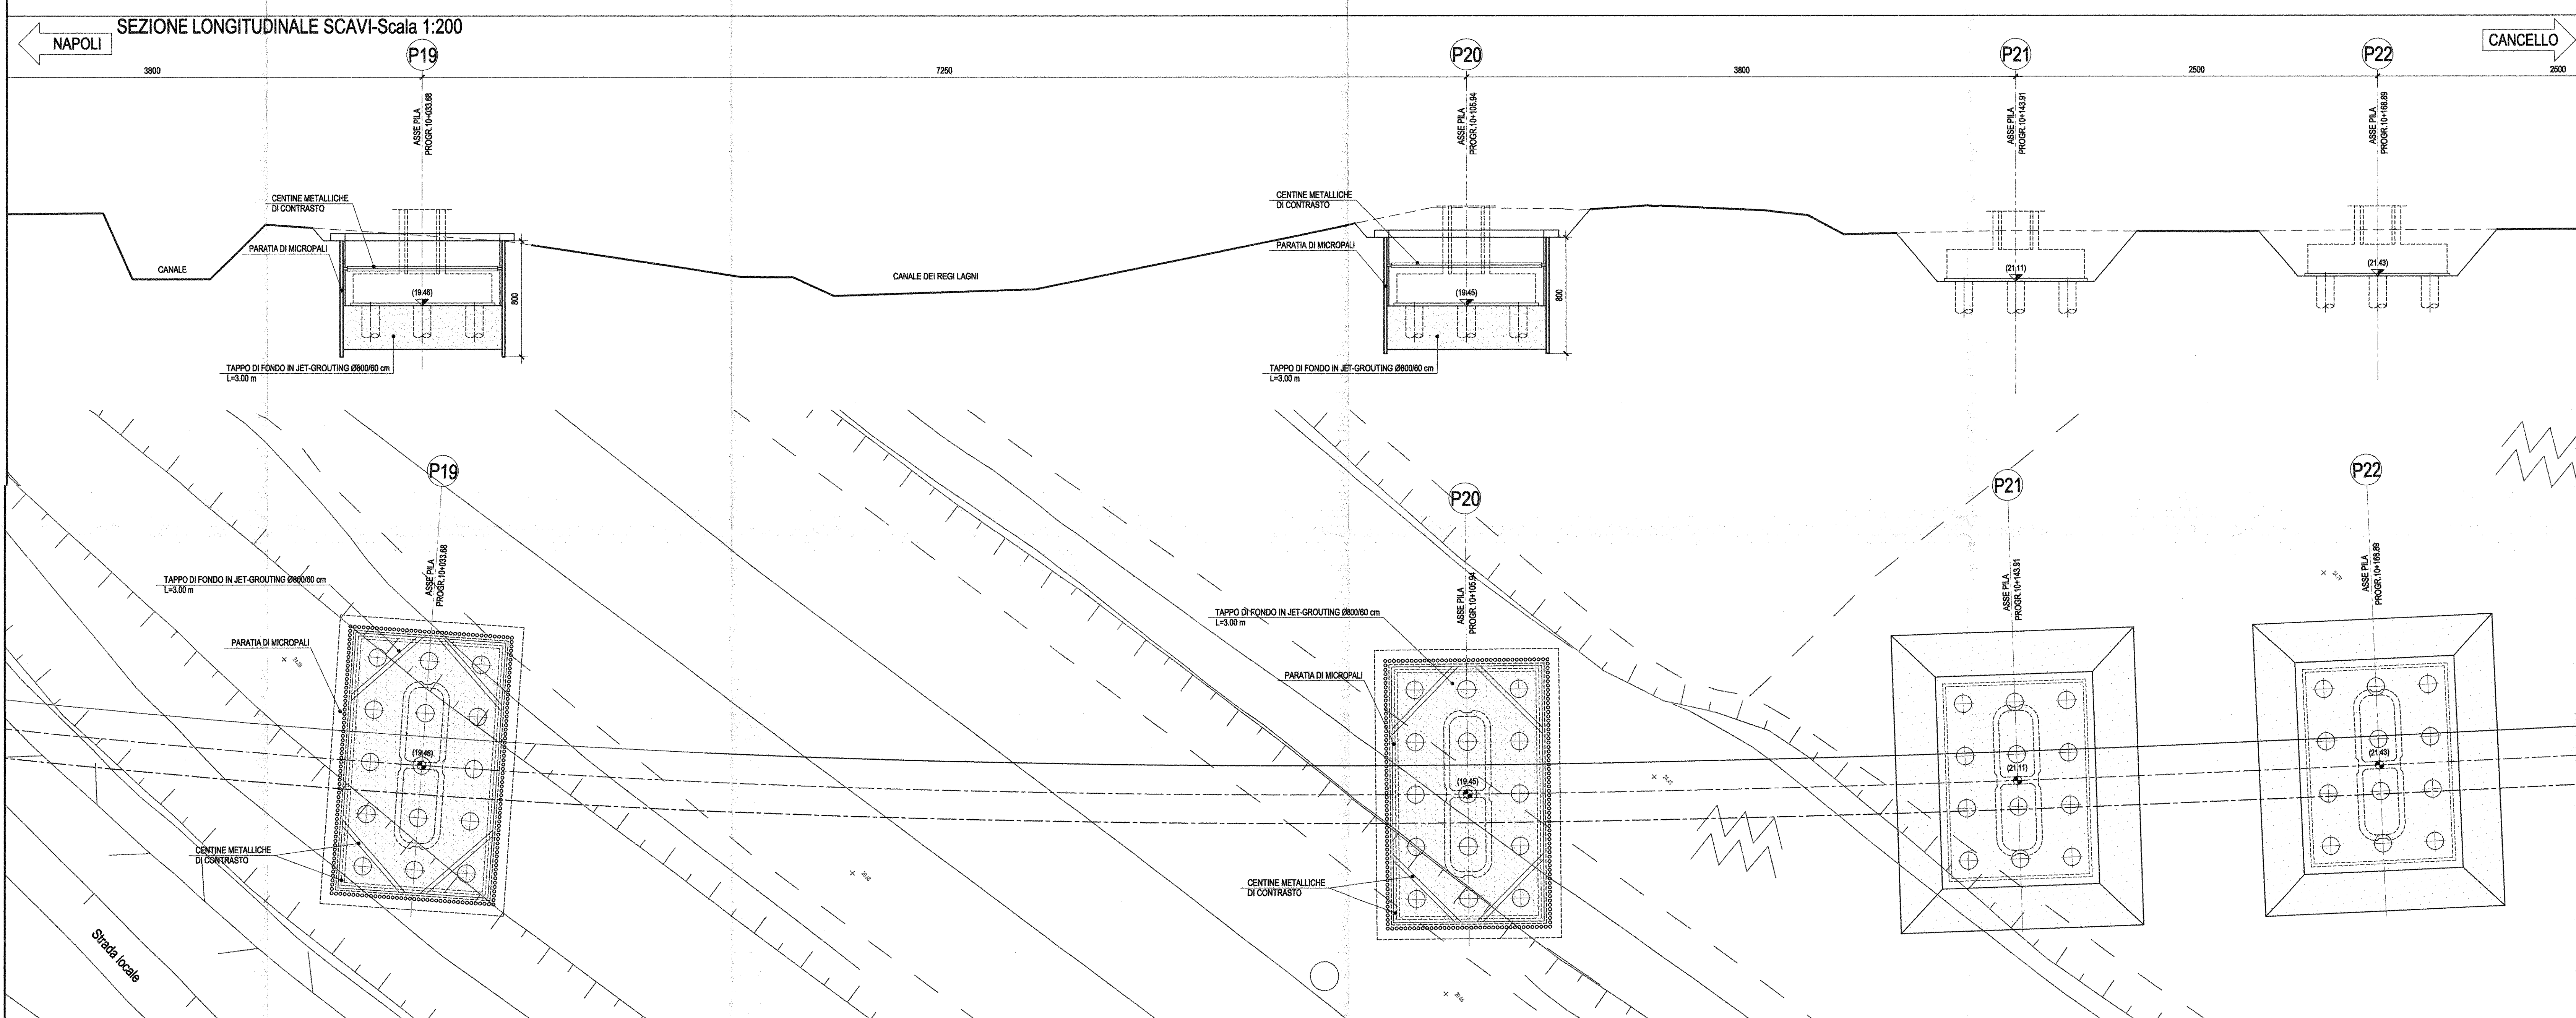 SEZIONE LONGITUDINALE SCAVI-Scala 1:200
NAPOLI
CANCELLO
P19
P20
P21
P22
3800
7250
3800
2500
2500
ASSE PILA
PROGR.10+033.68
ASSE PILA
PROGR.10+105.94
ASSE PILA
PROGR.10+143.91
ASSE PILA
PROGR.10+168.89
CENTINE METALLICHE
DI CONTRASTO
PARATIA DI MICROPALI
CANALE
(19.46)
800
TAPPO DI FONDO IN JET-GROUTING Ø800/60 cm
L=3.00 m
CANALE DEI REGI LAGNI
CENTINE METALLICHE
DI CONTRASTO
PARATIA DI MICROPALI
(19.45)
800
TAPPO DI FONDO IN JET-GROUTING Ø800/60 cm
L=3.00 m
(21.11)
(21.43)
P19
P20
P21
P22
ASSE PILA
PROGR.10+033.68
ASSE PILA
PROGR.10+105.94
ASSE PILA
PROGR.10+143.91
ASSE PILA
PROGR.10+168.89
TAPPO DI FONDO IN JET-GROUTING Ø800/60 cm
L=3.00 m
PARATIA DI MICROPALI
(19.46)
CENTINE METALLICHE
DI CONTRASTO
Strada locale
TAPPO DI FONDO IN JET-GROUTING Ø800/60 cm
L=3.00 m
PARATIA DI MICROPALI
(19.45)
CENTINE METALLICHE
DI CONTRASTO
(21.11)
(21.43)